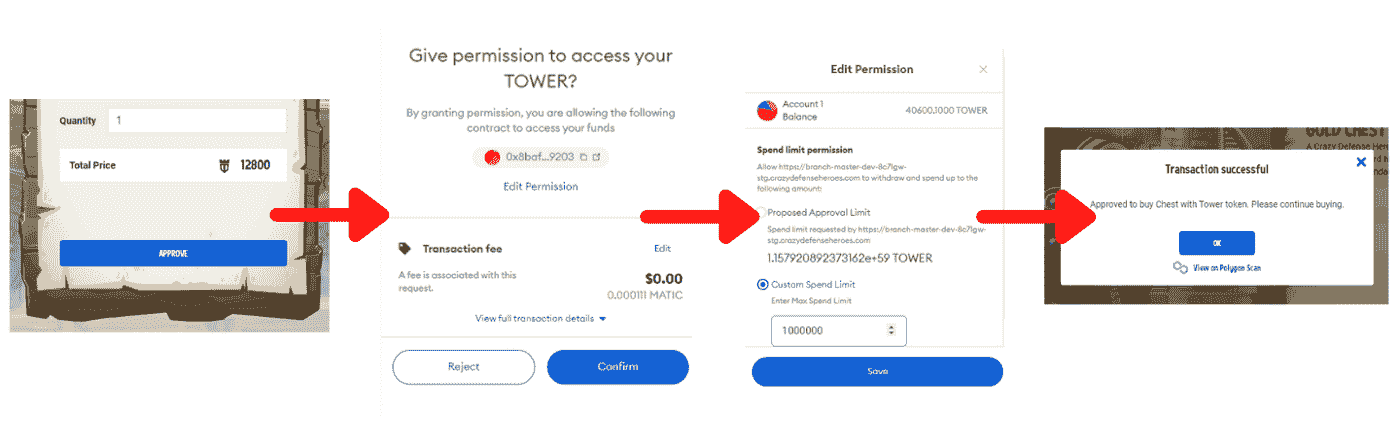 Quantity 1
Total Price 12800
APPROVE
Give permission to access your
TOWER?
By granting permission, you are allowing the following
contract to access your funds
0x8baf...9203
Edit Permission
Transaction fee Edit
A fee is associated with this
request.
$0.00
0.000111 MATIC
View full transaction details
Reject Confirm
Edit Permission
Account 1
Balance
40600.1000 TOWER
Spend limit permission
Allow https://branch-master-dev-8c71gw-
stg.crazydefenseheroes.com to withdraw and spend up to the
following amount:
Proposed Approval Limit
Spend limit requested by https://branch-master-dev-8c71gw-
stg.crazydefenseheroes.com
1.157920892373162e+59 TOWER
Custom Spend Limit
Enter Max Spend Limit
1000000
Save
GOLD CHEST
A Crazy Defense Her
Transaction successful
Approved to buy Chest with Tower token. Please continue buying.
OK
View on Polygon Scan